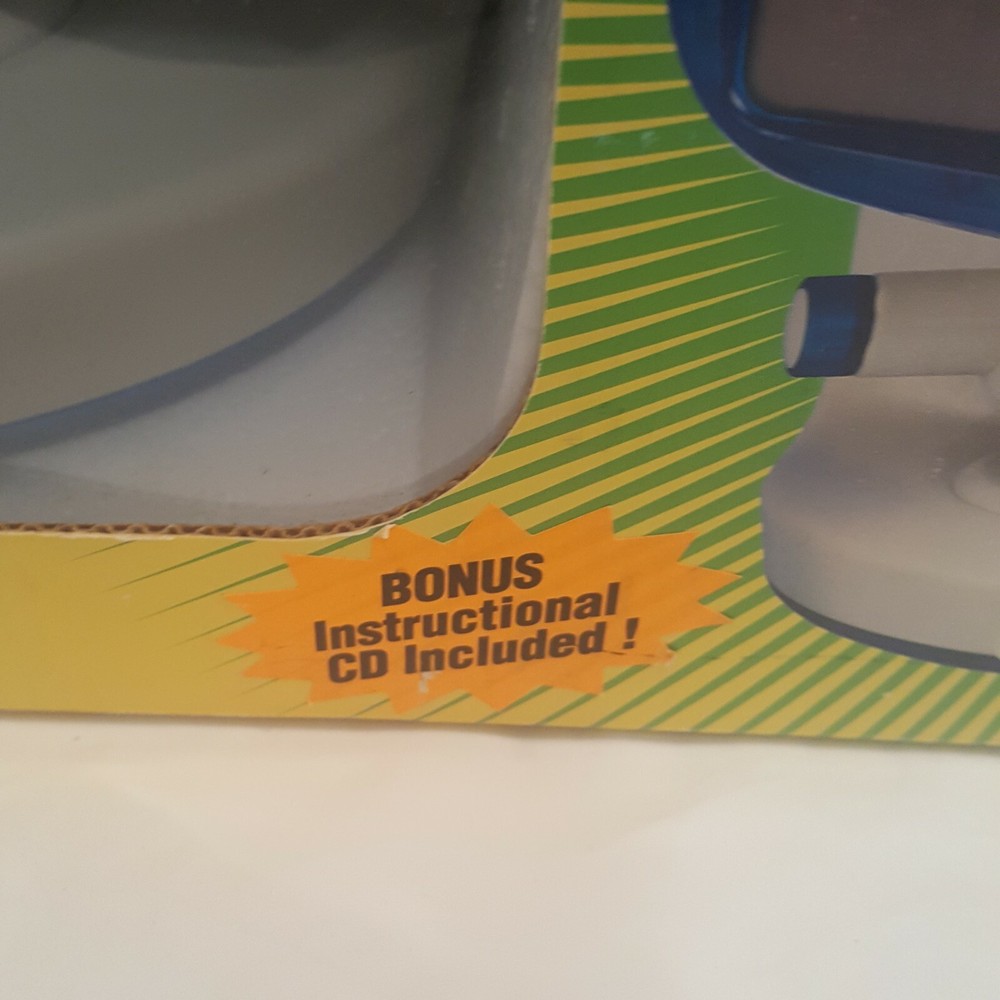 BONUS
Instructional
CD Included !